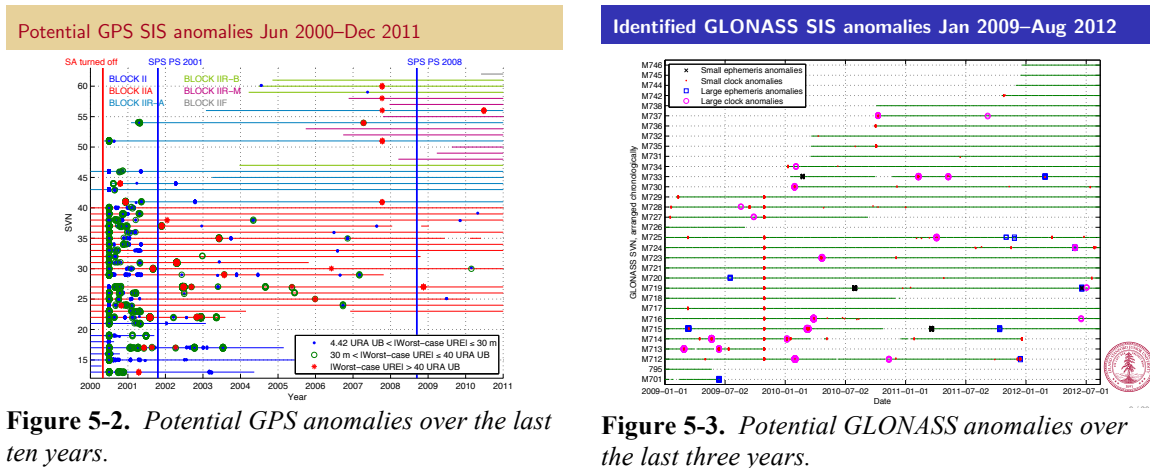 Potential GPS SIS anomalies Jun 2000–Dec 2011
SA turned off
SPS PS 2001
SPS PS 2008
BLOCK II
BLOCK IIR−B
BLOCK IIA
BLOCK IIR−M
BLOCK IIR−A
BLOCK IIF
60
55
50
45
40
35
30
25
20
15
SVN
4.42 URA UB < |Worst−case URE| ≤ 30 m
30 m < |Worst−case URE| ≤ 40 URA UB
|Worst−case URE| > 40 URA UB
2000 2001 2002 2003 2004 2005 2006 2007 2008 2009 2010 2011
Year
Figure 5-2. Potential GPS anomalies over the last
ten years.
Identified GLONASS SIS anomalies Jan 2009–Aug 2012
Small ephemeris anomalies
Small clock anomalies
Large ephemeris anomalies
Large clock anomalies
M746
M745
M744
M742
M738
M737
M736
M732
M735
M731
M734
M733
M730
M729
M728
M727
M726
M725
M724
M723
M721
M720
M719
M718
M717
M716
M715
M714
M713
M712
795
M701
GLONASS SVN, arranged chronologically
2009−01−01 2009−07−02 2010−01−01 2010−07−02 2011−01−01 2011−07−02 2012−01−01 2012−07−02
Date
Figure 5-3. Potential GLONASS anomalies over
the last three years.